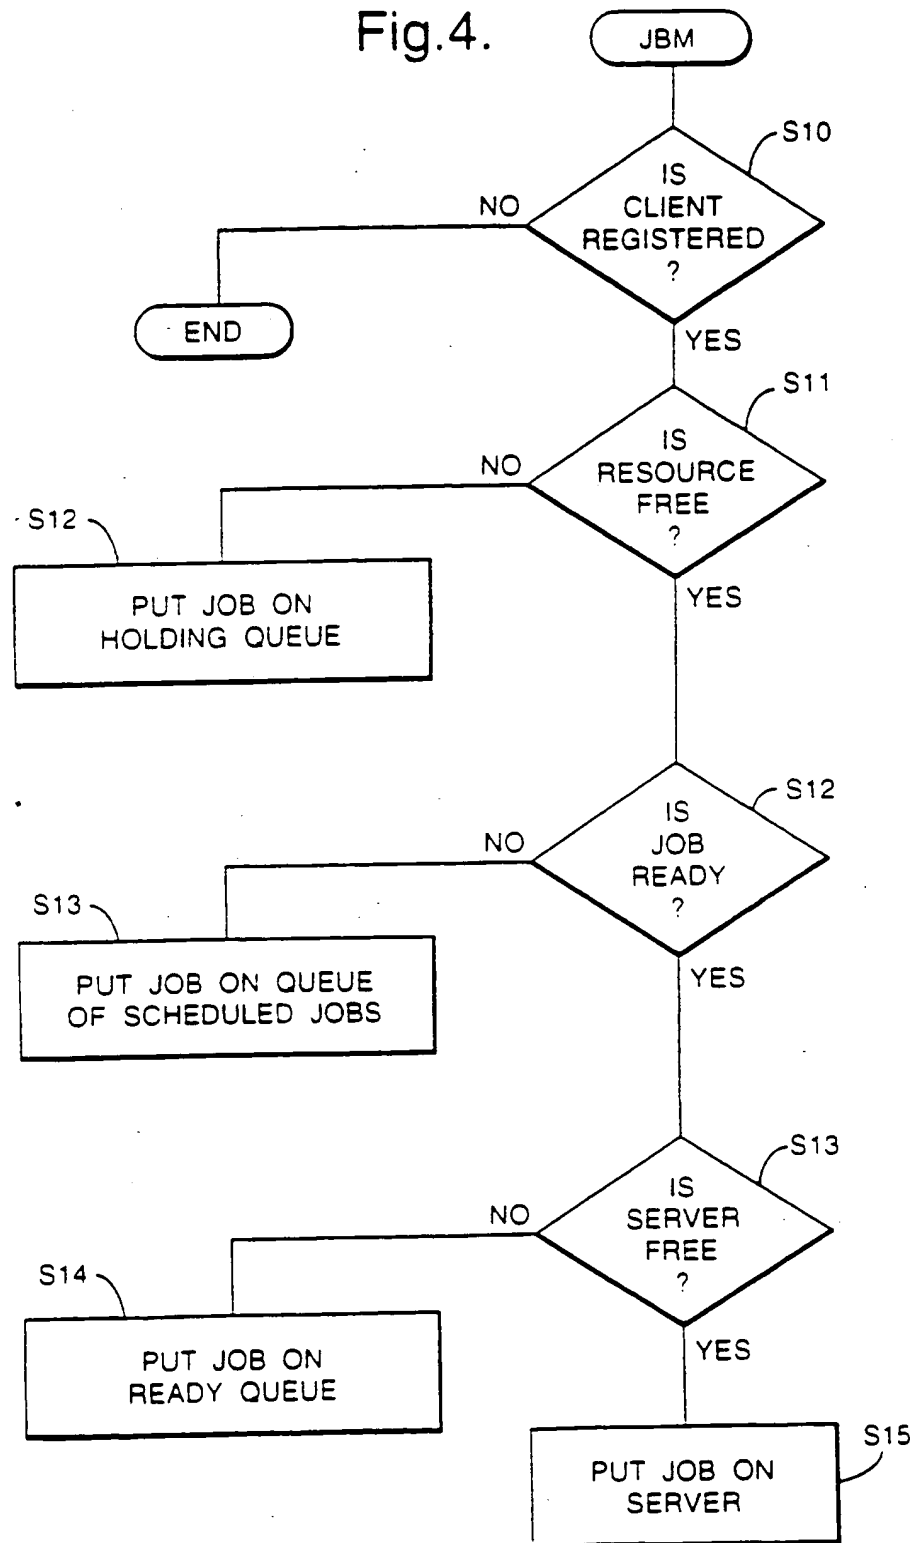 Fig.4.
JBM
S10
IS
CLIENT
REGISTERED
?
NO
END
YES
S11
IS
RESOURCE
FREE
?
NO
S12
PUT JOB ON
HOLDING QUEUE
YES
S12
IS
JOB
READY
?
NO
S13
PUT JOB ON QUEUE
OF SCHEDULED JOBS
YES
S13
IS
SERVER
FREE
?
NO
S14
PUT JOB ON
READY QUEUE
YES
S15
PUT JOB ON
SERVER